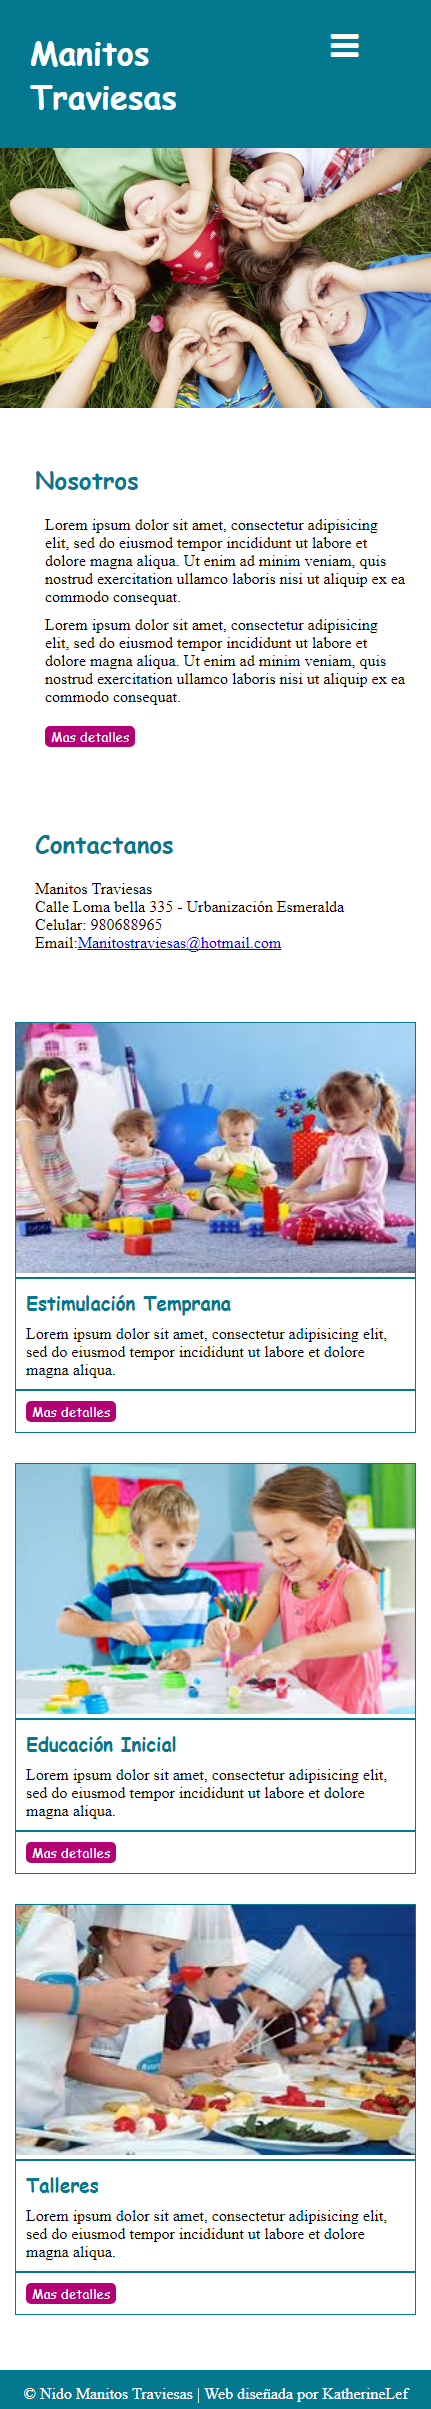 Manitos
Traviesas
Nosotros
Lorem ipsum dolor sit amet, consectetur adipisicing
elit, sed do eiusmod tempor incididunt ut labore et
dolore magna aliqua. Ut enim ad minim veniam, quis
nostrud exercitation ullamco laboris nisi ut aliquip ex ea
commodo consequat.
Lorem ipsum dolor sit amet, consectetur adipisicing
elit, sed do eiusmod tempor incididunt ut labore et
dolore magna aliqua. Ut enim ad minim veniam, quis
nostrud exercitation ullamco laboris nisi ut aliquip ex ea
commodo consequat.
Mas detalles
Contactanos
Manitos Traviesas
Calle Loma bella 335 - Urbanización Esmeralda
Celular: 980688965
Email:Manitostraviesas@hotmail.com
Estimulación Temprana
Lorem ipsum dolor sit amet, consectetur adipisicing elit,
sed do eiusmod tempor incididunt ut labore et dolore
magna aliqua.
Mas detalles
Educación Inicial
Lorem ipsum dolor sit amet, consectetur adipisicing elit,
sed do eiusmod tempor incididunt ut labore et dolore
magna aliqua.
Mas detalles
Talleres
Lorem ipsum dolor sit amet, consectetur adipisicing elit,
sed do eiusmod tempor incididunt ut labore et dolore
magna aliqua.
Mas detalles
© Nido Manitos Traviesas | Web diseñada por KatherineLef